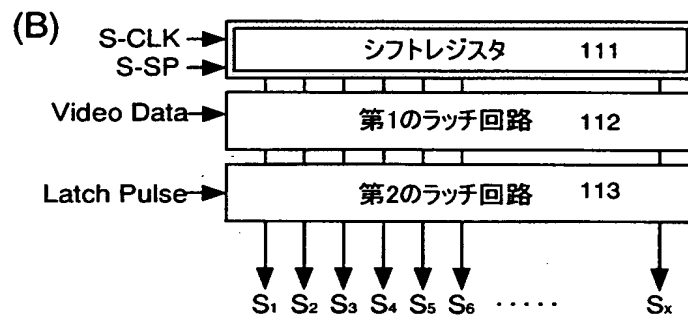 (B)
S-CLK
S-SP
シフトレジスタ 111
Video Data
第1のラッチ回路 112
Latch Pulse
第2のラッチ回路 113
S1 S2 S3 S4 S5 S6 ····· Sx